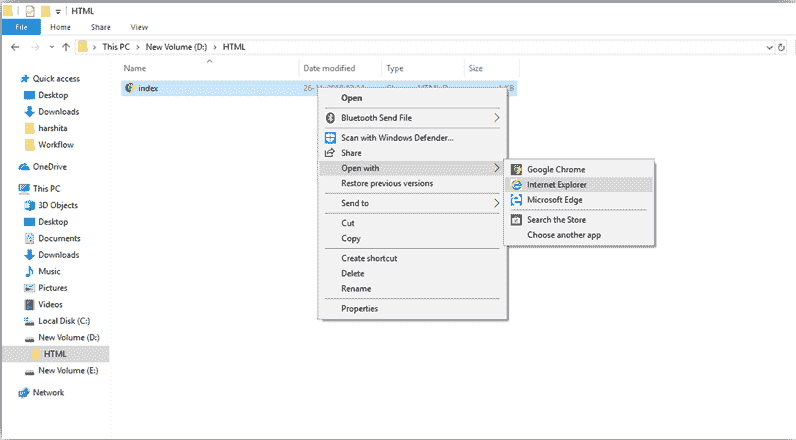 HTML
File Home Share View
This PC > New Volume (D:) > HTML
Name Date modified Type Size
Quick access
Desktop
Downloads
harshita
Workflow
OneDrive
This PC
3D Objects
Desktop
Documents
Downloads
Music
Pictures
Videos
Local Disk (C:)
New Volume (D:)
HTML
New Volume (E:)
Network
index
Open
Bluetooth Send File
Scan with Windows Defender...
Share
Open with
Restore previous versions
Send to
Cut
Copy
Create shortcut
Delete
Rename
Properties
Google Chrome
Internet Explorer
Microsoft Edge
Search the Store
Choose another app